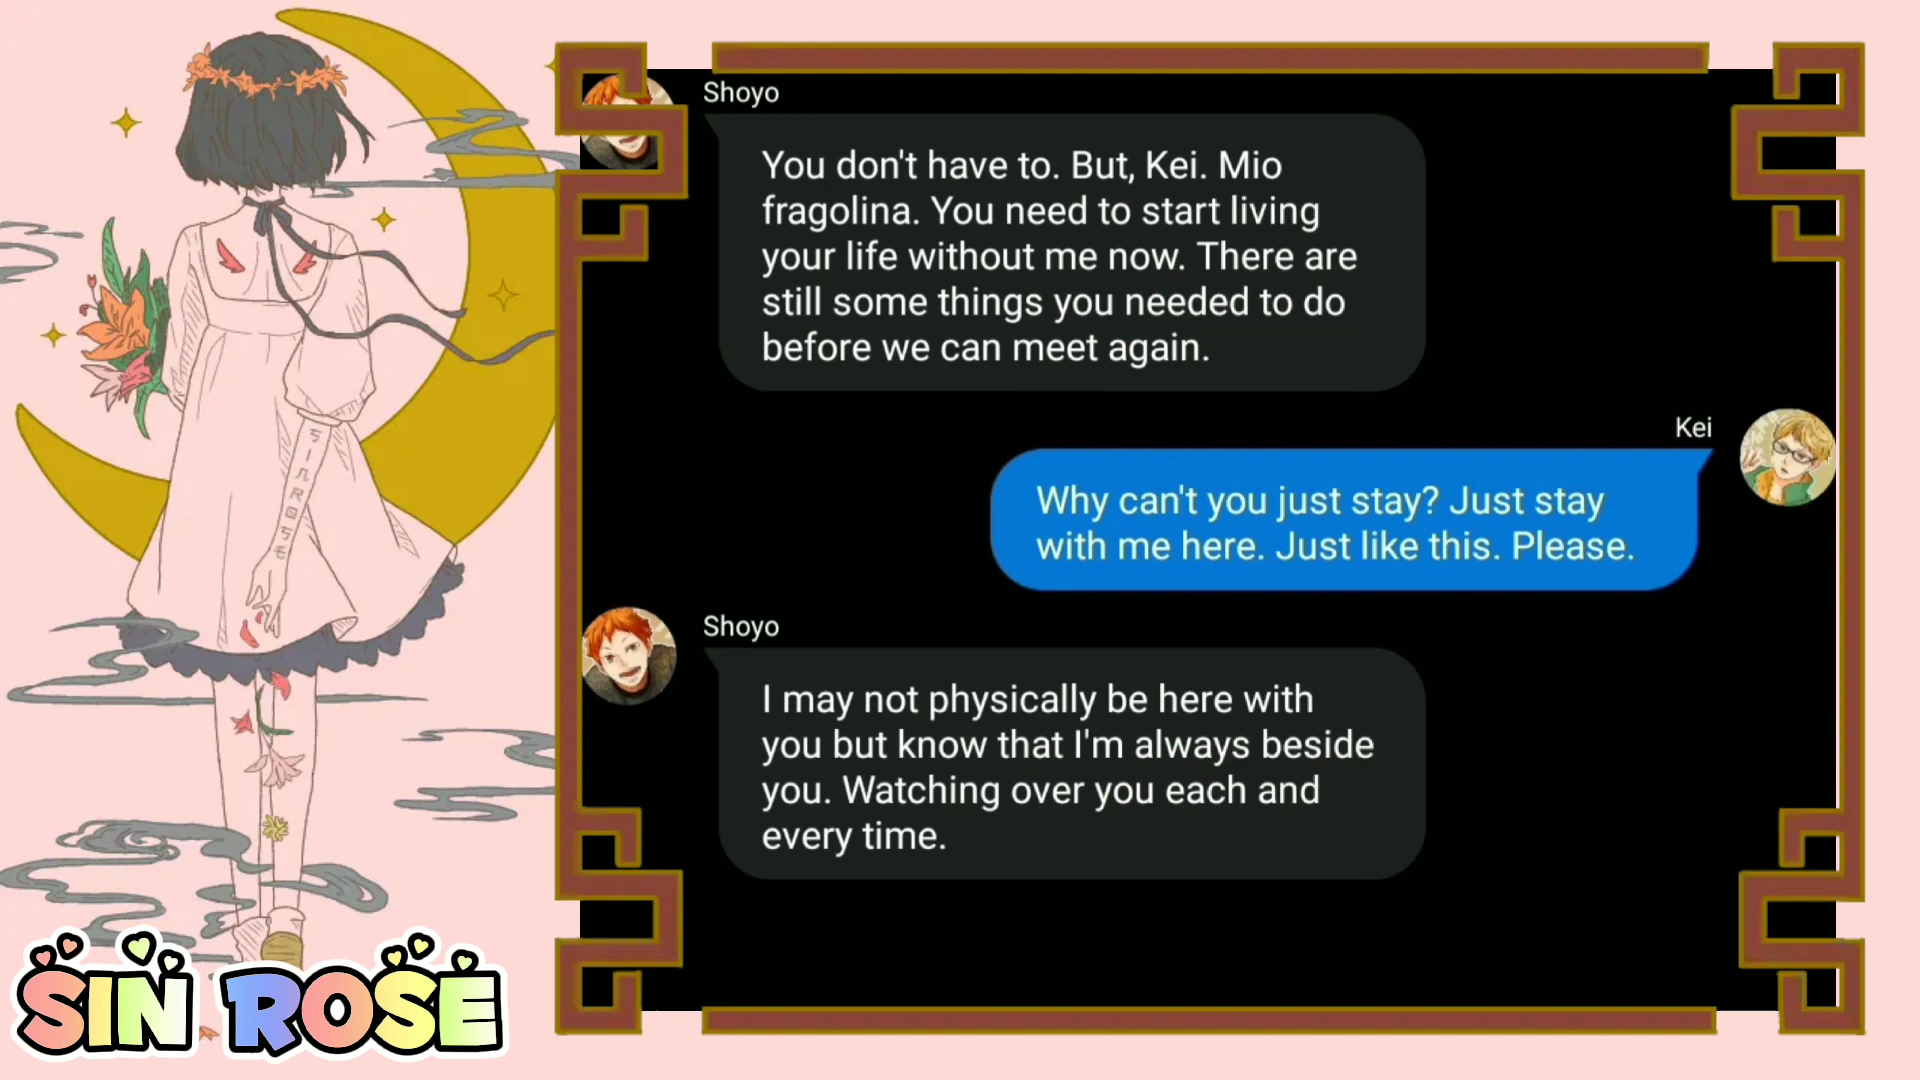 Shoyo
You don't have to. But, Kei. Mio
fragolina. You need to start living
your life without me now. There are
still some things you needed to do
before we can meet again.
Kei
Why can't you just stay? Just stay
with me here. Just like this. Please.
Shoyo
I may not physically be here with
you but know that I'm always beside
you. Watching over you each and
every time.
SINROSE
SIN ROSE